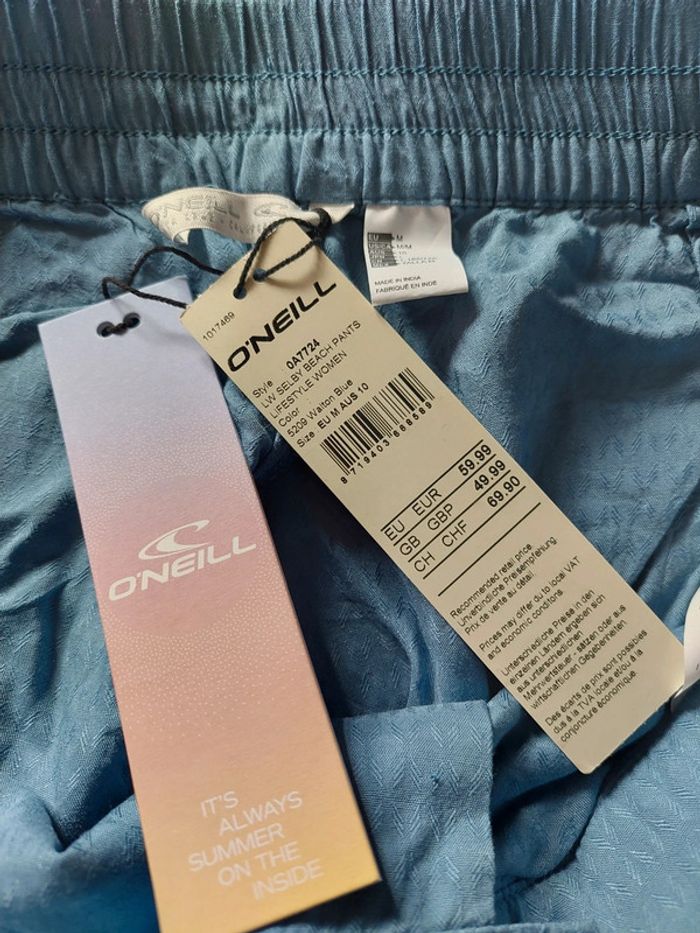 O'NEILL
EU M
US/CA M/M
MADE IN INDIA
FABRIQUÉ EN INDE
1017469
O'NEILL
Style : 0A7724
LW SELBY BEACH PANTS
LIFESTYLE WOMEN
Color :
5209 Walton Blue
Size : EU M AUS 10
8 719403 668589
EU EUR 59.99
GB GBP 49.99
CH CHF 69.90
Recommended retail price.
Unverbindliche Preisempfehlung
Prix de vente au détail.
Prices may differ due to local VAT
and economic conditions
Unterschiedliche Preise in den
einzelnen Ländern ergeben sich
aus unterschiedlichen
Mehrwertsteuer - sätzen oder aus
wirtschaftlichen Gegebenheiten
Des écarts de prix sont possibles
dus à la TVA locale et/ou à la
conjoncture économique.
O'NEILL
IT'S
ALWAYS
SUMMER
ON THE
INSIDE